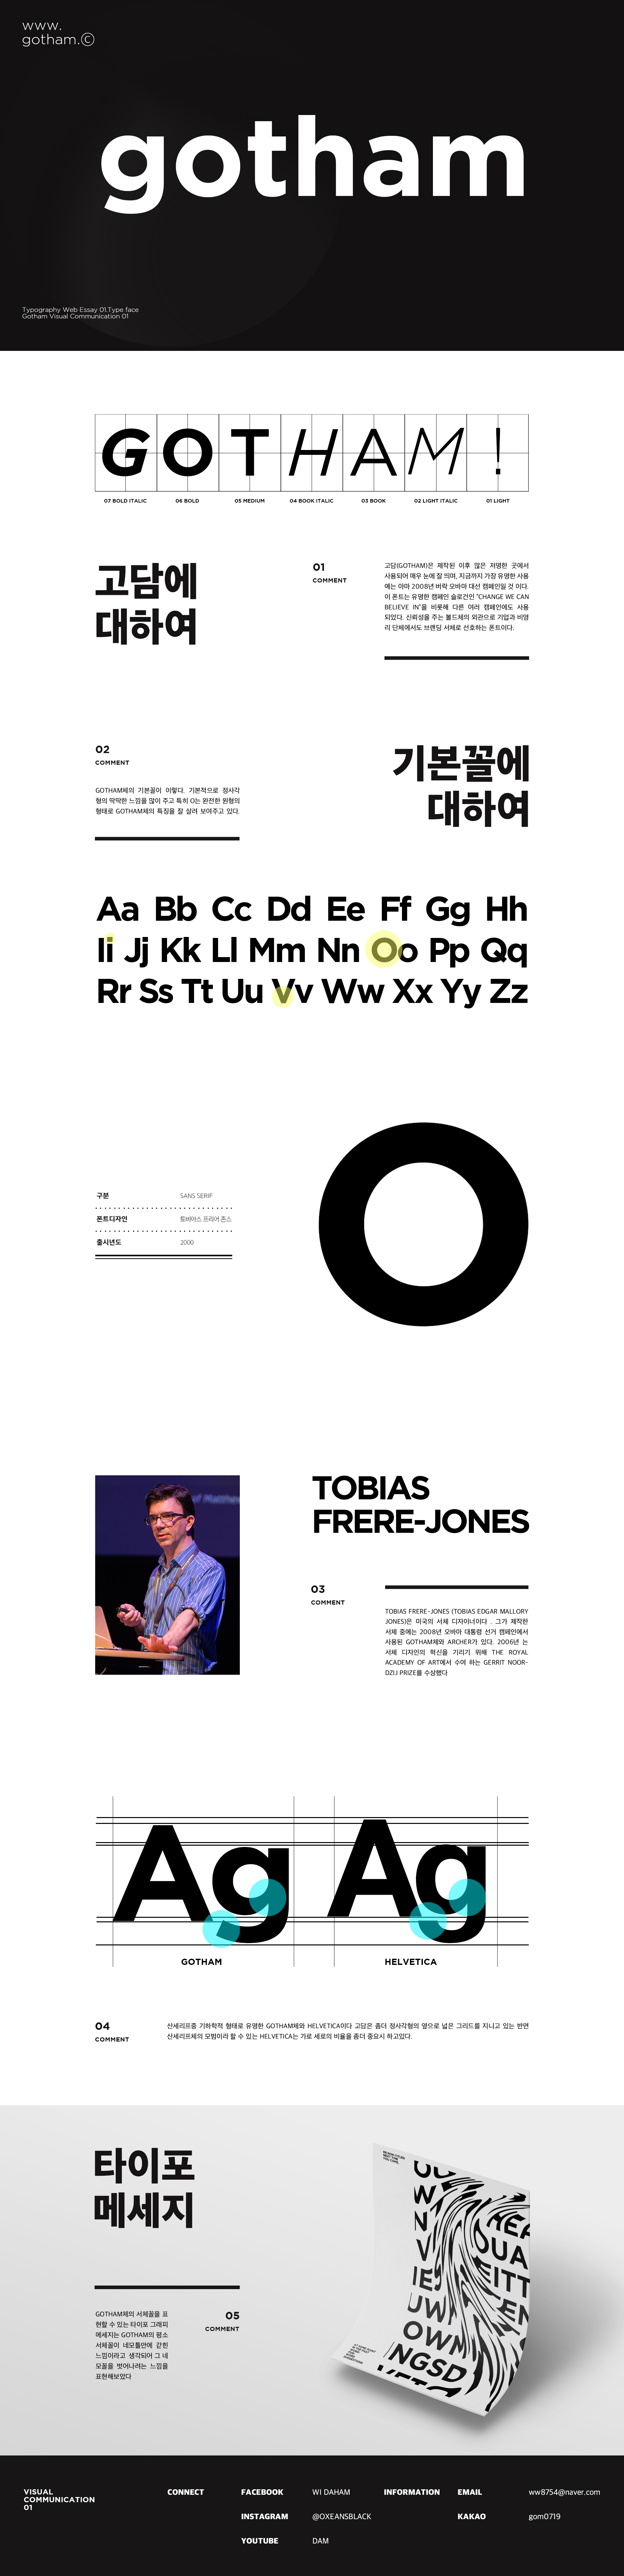 www.
gotham.©
gotham
Typography Web Essay 01.Type face
Gotham Visual Communication 01
GOTHAM!
07 BOLD ITALIC
06 BOLD
05 MEDIUM
04 BOOK ITALIC
03 BOOK
02 LIGHT ITALIC
01 LIGHT
고담에
대하여
01
COMMENT
고담(GOTHAM)은 제작된 이후 많은 저명한 곳에서
사용되어 매우 눈에 잘 띄며, 지금까지 가장 유명한 사용
예는 아마 2008년 버락 오바마 대선 캠페인일 것 이다.
이 폰트는 유명한 캠페인 슬로건인 "CHANGE WE CAN
BELIEVE IN"을 비롯해 다른 여러 캠페인에도 사용
되었다. 신뢰성을 주는 볼드체의 외관으로 기업과 비영
리 단체에서도 브랜딩 서체로 선호하는 폰트이다.
02
COMMENT
기본꼴에
대하여
GOTHAM체의 기본꼴이 이렇다. 기본적으로 정사각
형의 딱딱한 느낌을 많이 주고 특히 O는 완전한 원형의
형태로 GOTHAM체의 특징을 잘 살려 보여주고 있다.
Aa Bb Cc Dd Ee Ff Gg Hh
Ii Jj Kk Ll Mm Nn Oo Pp Qq
Rr Ss Tt Uu Vv Ww Xx Yy Zz
O
구분 SANS SERIF
폰트디자인 토비아스 프리어 존스
출시년도 2000
TOBIAS
FRERE-JONES
03
COMMENT
TOBIAS FRERE-JONES (TOBIAS EDGAR MALLORY
JONES)은 미국의 서체 디자이너이다 . 그가 제작한
서체 중에는 2008년 오바마 대통령 선거 캠페인에서
사용된 GOTHAM체와 ARCHER가 있다. 2006년 는
서체 디자인의 혁신을 기리기 위해 THE ROYAL
ACADEMY OF ART에서 수여 하는 GERRIT NOOR-
DZIJ PRIZE를 수상했다
Ag
Ag
GOTHAM
HELVETICA
04
COMMENT
산세리프중 기하학적 형태로 유명한 GOTHAM체와 HELVETICA이다 고담은 좀더 정사각형의 옆으로 넓은 그리드를 지니고 있는 반면
산세리프체의 모범이라 할 수 있는 HELVETICA는 가로 세로의 비율을 좀더 중요시 하고있다.
타이포
메세지
05
COMMENT
GOTHAM체의 서체꼴을 표
현할 수 있는 타이포 그래피
메세지는 GOTHAM의 평소
서체꼴이 네모틀안에 갇힌
느낌이라고 생각되어 그 네
모꼴을 벗어나려는 느낌을
표현해보았다
OWN
NGSD
VISUAL
COMMUNICATION
01
CONNECT
FACEBOOK WI DAHAM
INSTAGRAM @OXEANSBLACK
YOUTUBE DAM
INFORMATION
EMAIL ww8754@naver.com
KAKAO gom0719